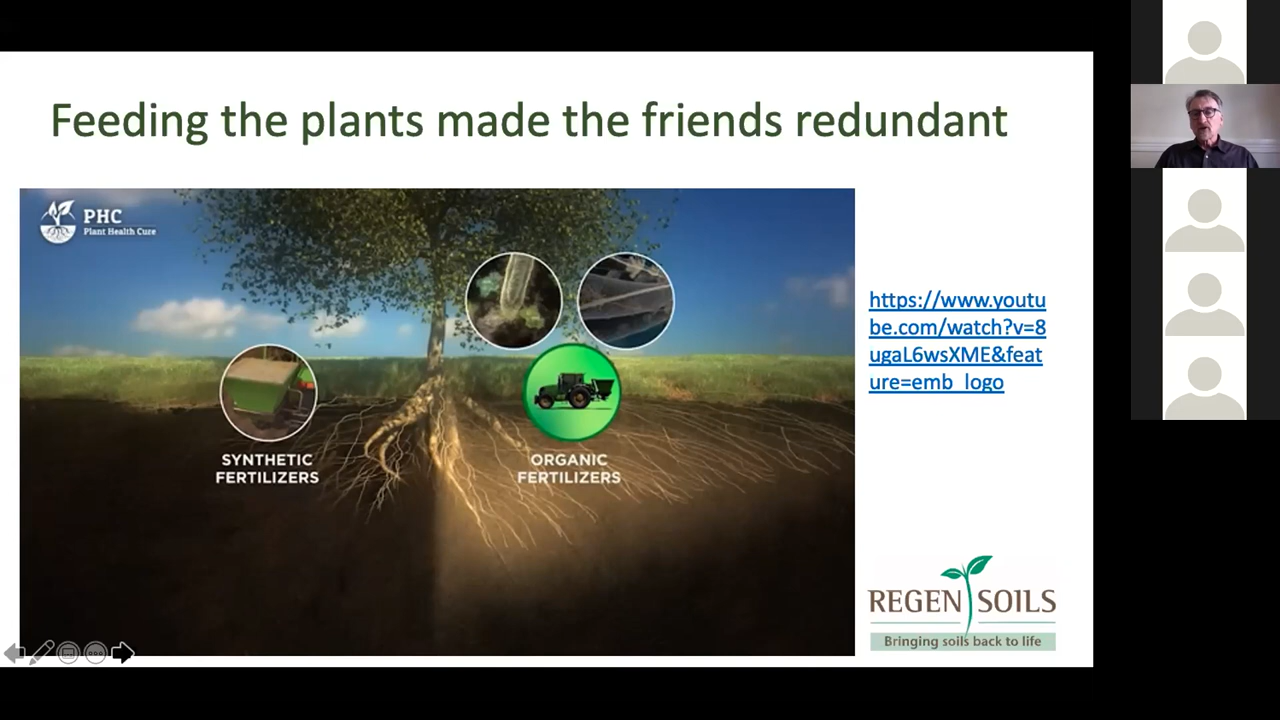 Feeding the plants made the friends redundant
PHC
Plant Health Cure
SYNTHETIC
FERTILIZERS
ORGANIC
FERTILIZERS
https://www.youtu
be.com/watch?v=8
ugaL6wsXME&feat
ure=emb_logo
REGEN SOILS
Bringing soils back to life